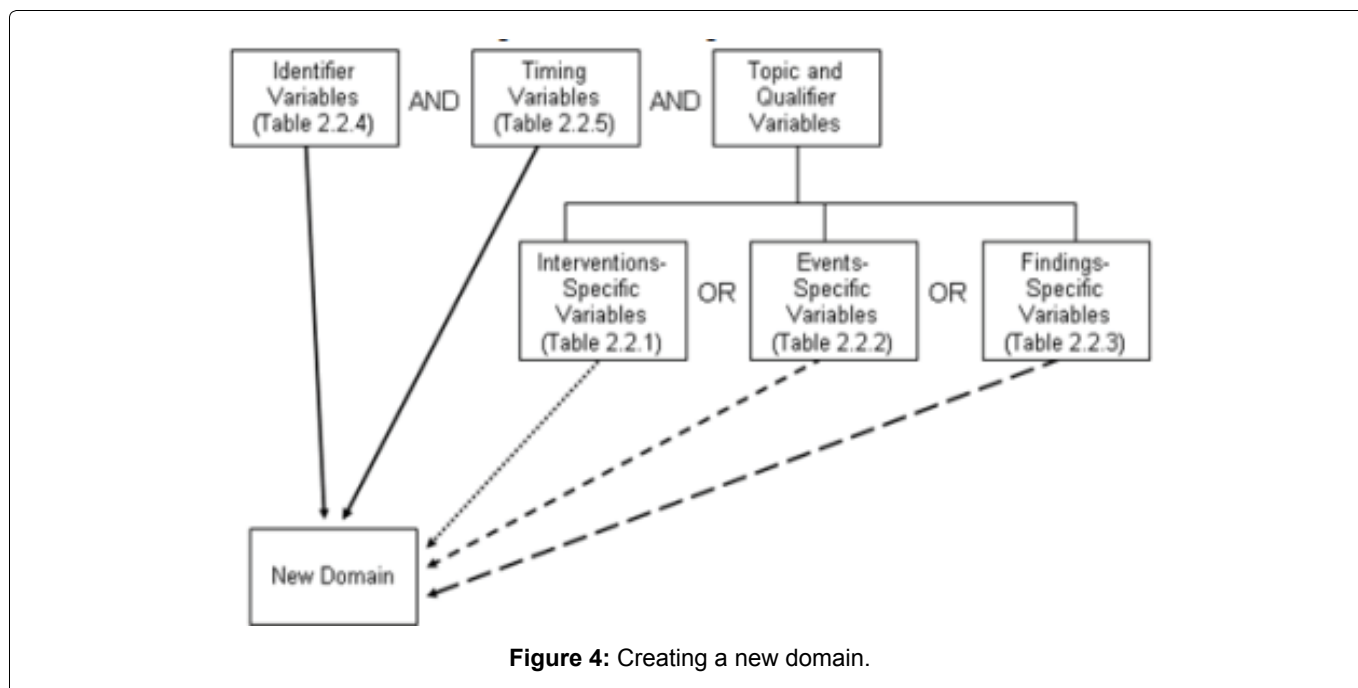 Identifier
Variables
(Table 2.2.4)
AND
Timing
Variables
(Table 2.2.5)
AND
Topic and
Qualifier
Variables
Interventions-
Specific
Variables
(Table 2.2.1)
OR
Events-
Specific
Variables
(Table 2.2.2)
OR
Findings-
Specific
Variables
(Table 2.2.3)
New Domain
Figure 4: Creating a new domain.